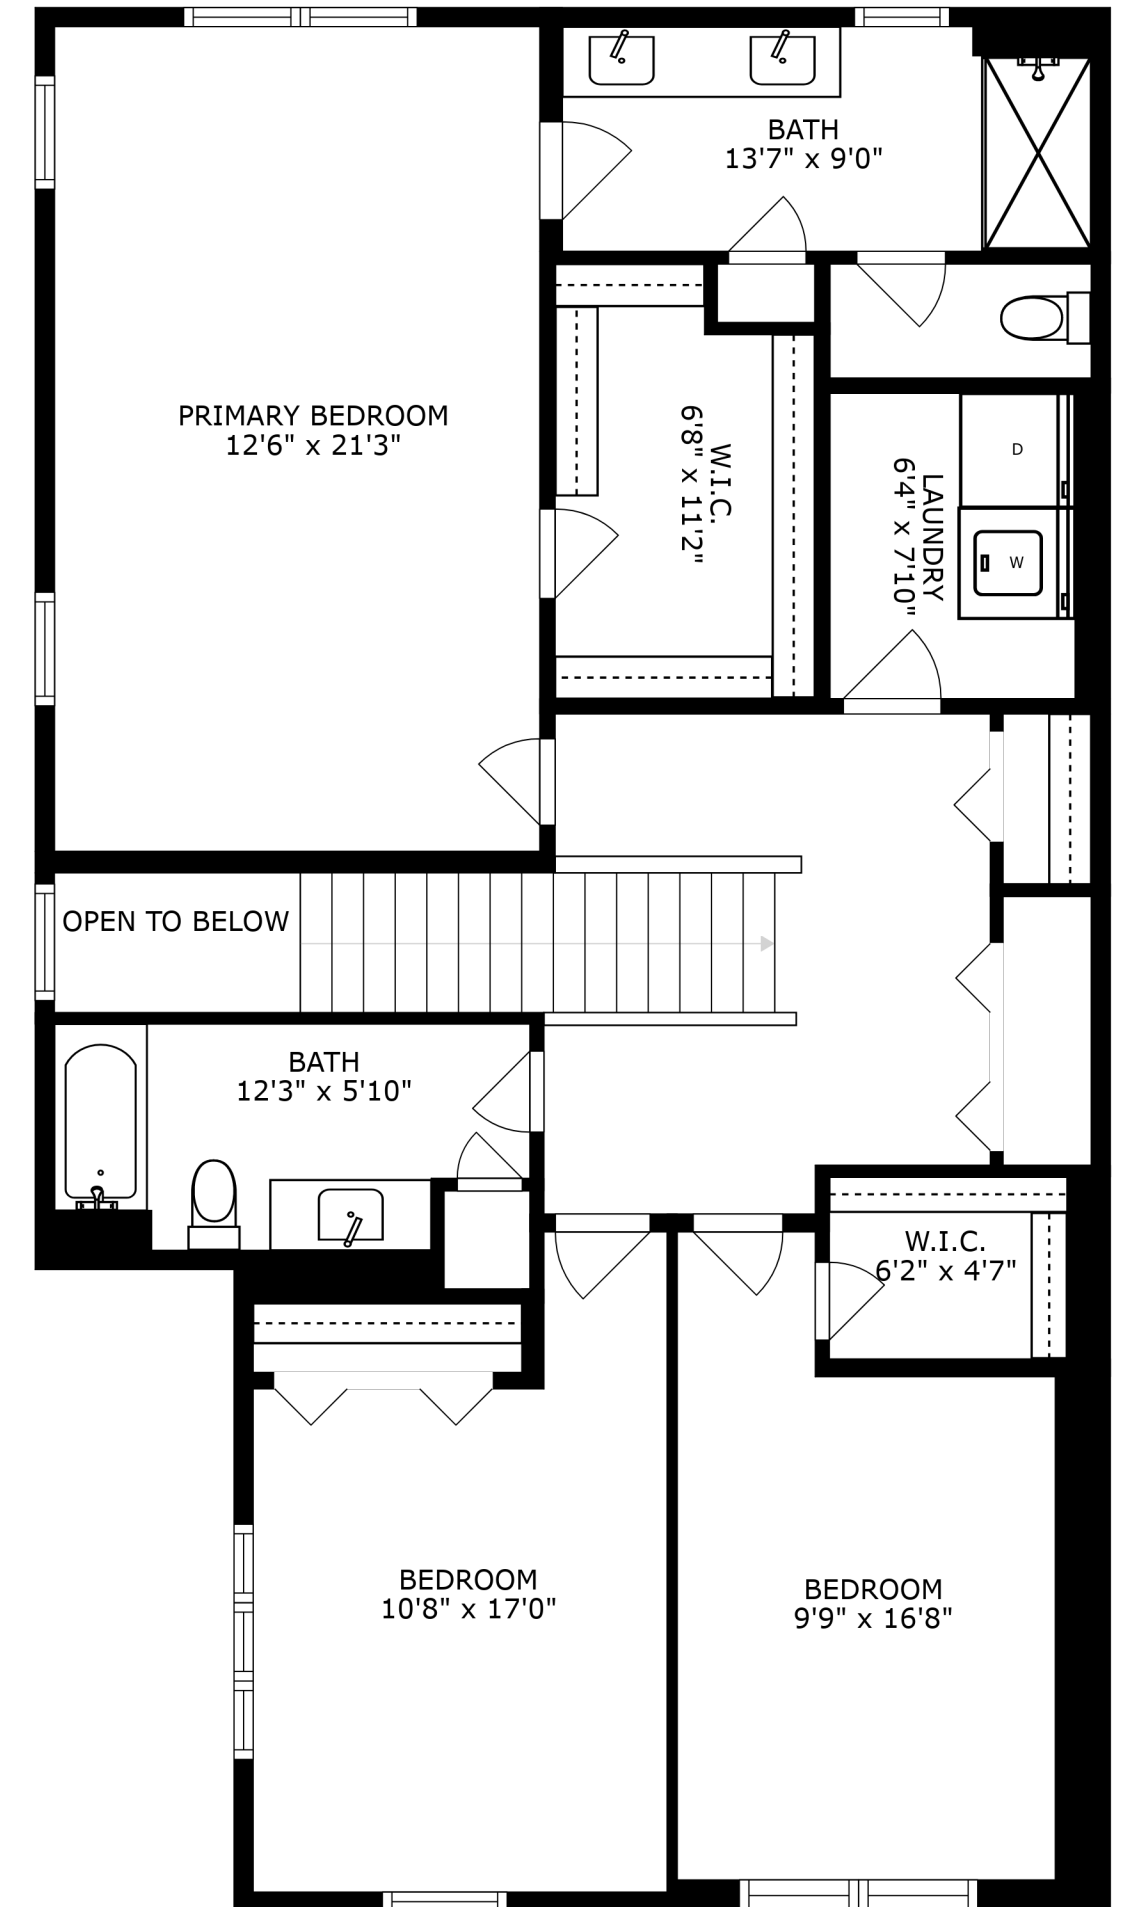 BATH
13'7" x 9'0"
PRIMARY BEDROOM
12'6" x 21'3"
W.I.C.
6'8" x 11'2"
D
LAUNDRY
6'4" x 7'10"
W
OPEN TO BELOW
BATH
12'3" x 5'10"
W.I.C.
6'2" x 4'7"
BEDROOM
10'8" x 17'0"
BEDROOM
9'9" x 16'8"